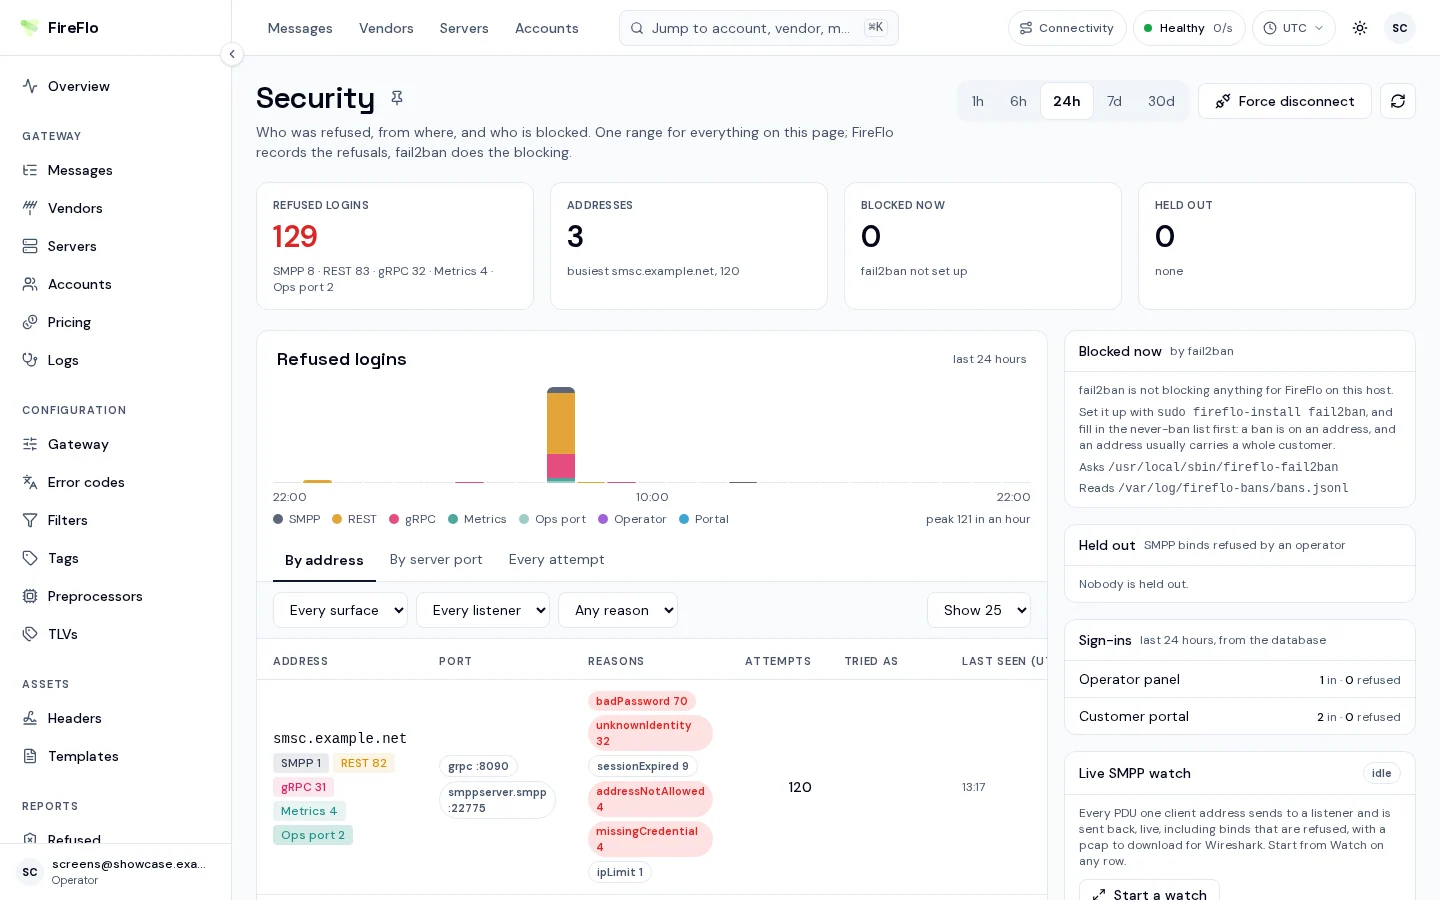 FireFlo
Messages
Vendors
Servers
Accounts
Jump to account, vendor, m...
⌘K
Connectivity
Healthy 0/s
UTC
SC
Overview
GATEWAY
Messages
Vendors
Servers
Accounts
Pricing
Logs
CONFIGURATION
Gateway
Error codes
Filters
Tags
Preprocessors
TLVs
ASSETS
Headers
Templates
REPORTS
Refused
SC
screens@showcase.exa...
Operator
Security
1h
6h
24h
7d
30d
Force disconnect
Who was refused, from where, and who is blocked. One range for everything on this page; FireFlo
records the refusals, fail2ban does the blocking.
REFUSED LOGINS
129
SMPP 8 · REST 83 · gRPC 32 · Metrics 4 ·
Ops port 2
ADDRESSES
3
busiest smsc.example.net, 120
BLOCKED NOW
0
fail2ban not set up
HELD OUT
0
none
Refused logins
last 24 hours
22:00
10:00
22:00
SMPP
REST
gRPC
Metrics
Ops port
Operator
Portal
peak 121 in an hour
By address
By server port
Every attempt
Every surface
Every listener
Any reason
Show 25
ADDRESS
PORT
REASONS
ATTEMPTS
TRIED AS
LAST SEEN (UT
smsc.example.net
SMPP 1
REST 82
gRPC 31
Metrics 4
Ops port 2
grpc :8090
smppserver.smpp
:22775
badPassword 70
unknownIdentity
32
sessionExpired 9
addressNotAllowed
4
missingCredential
4
ipLimit 1
120
13:17
Blocked now by fail2ban
fail2ban is not blocking anything for FireFlo on this host.
Set it up with sudo fireflo-install fail2ban, and
fill in the never-ban list first: a ban is on an address, and
an address usually carries a whole customer.
Asks /usr/local/sbin/fireflo-fail2ban
Reads /var/log/fireflo-bans/bans.jsonl
Held out SMPP binds refused by an operator
Nobody is held out.
Sign-ins last 24 hours, from the database
Operator panel
1 in · 0 refused
Customer portal
2 in · 0 refused
Live SMPP watch
idle
Every PDU one client address sends to a listener and is
sent back, live, including binds that are refused, with a
pcap to download for Wireshark. Start from Watch on
any row.
Start a watch